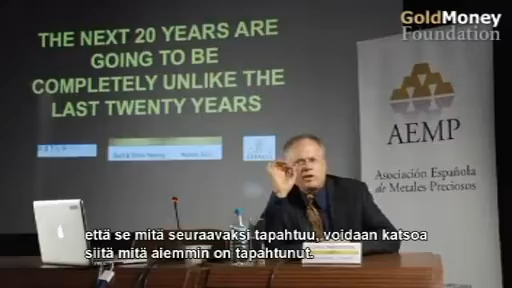 GoldMoney
Foundation
THE NEXT 20 YEARS ARE
GOING TO BE
COMPLETELY UNLIKE THE
LAST TWENTY YEARS
AEMP
Asociación Española
de Metales Preciosos
että se mitä seuraavaksi tapahtuu, voidaan katsoa
siitä mitä aiemmin on tapahtunut.